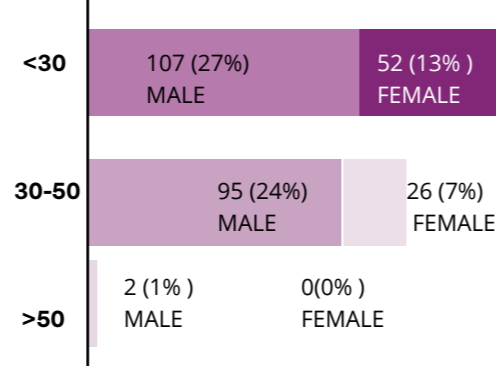 <30
107 (27%)
MALE
52 (13% )
FEMALE
30-50
95 (24%)
MALE
26 (7%)
FEMALE
>50
2 (1% )
MALE
0(0% )
FEMALE